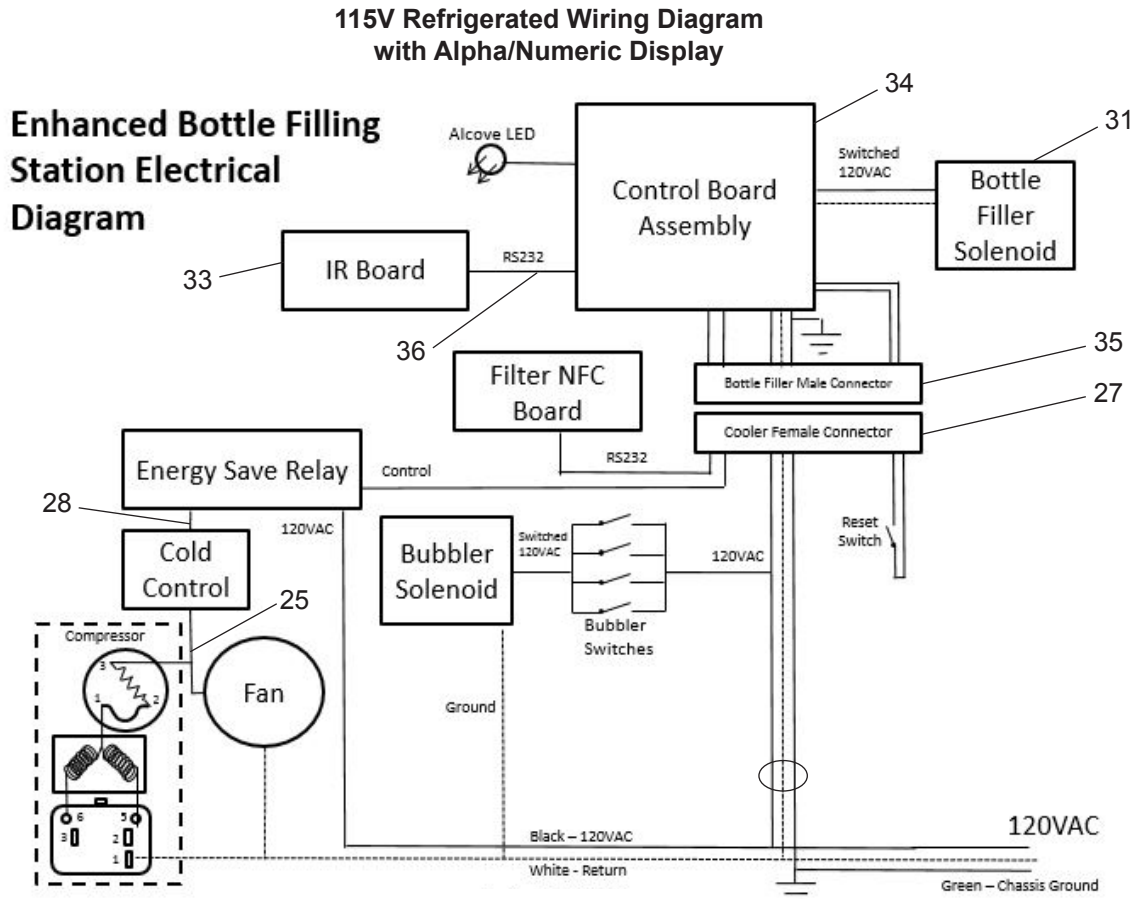 115V Refrigerated Wiring Diagram
with Alpha/Numeric Display
Enhanced Bottle Filling
Station Electrical
Diagram
34
31
Alcove LED
Switched
120VAC
Control Board
Assembly
Bottle
Filler
Solenoid
33
IR Board
RS232
36
35
Filter NFC
Board
Bottle Filler Male Connector
27
Cooler Female Connector
RS232
Energy Save Relay
Control
28
120VAC
Cold
Control
Bubbler
Solenoid
Switched
120VAC
120VAC
Reset
Switch
25
Bubbler
Switches
Compressor
3
1
2
Fan
Ground
6
5
3
2
1
120VAC
Black – 120VAC
White - Return
Green – Chassis Ground